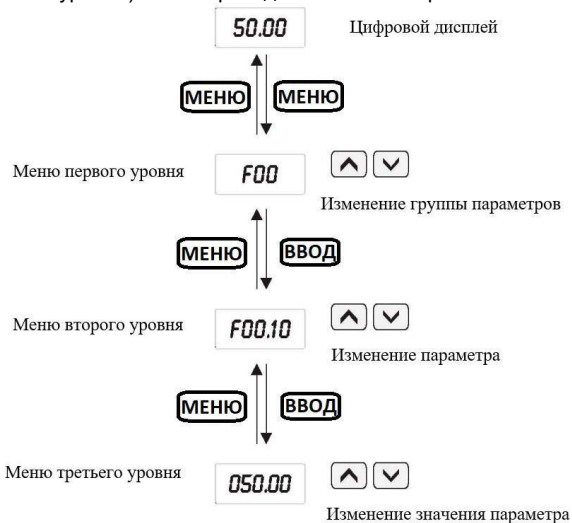 50.00 Цифровой дисплей
МЕНЮ МЕНЮ
Меню первого уровня F00
Изменение группы параметров
МЕНЮ ВВОД
Меню второго уровня F00.10
Изменение параметра
МЕНЮ ВВОД
Меню третьего уровня 050.00
Изменение значения параметра